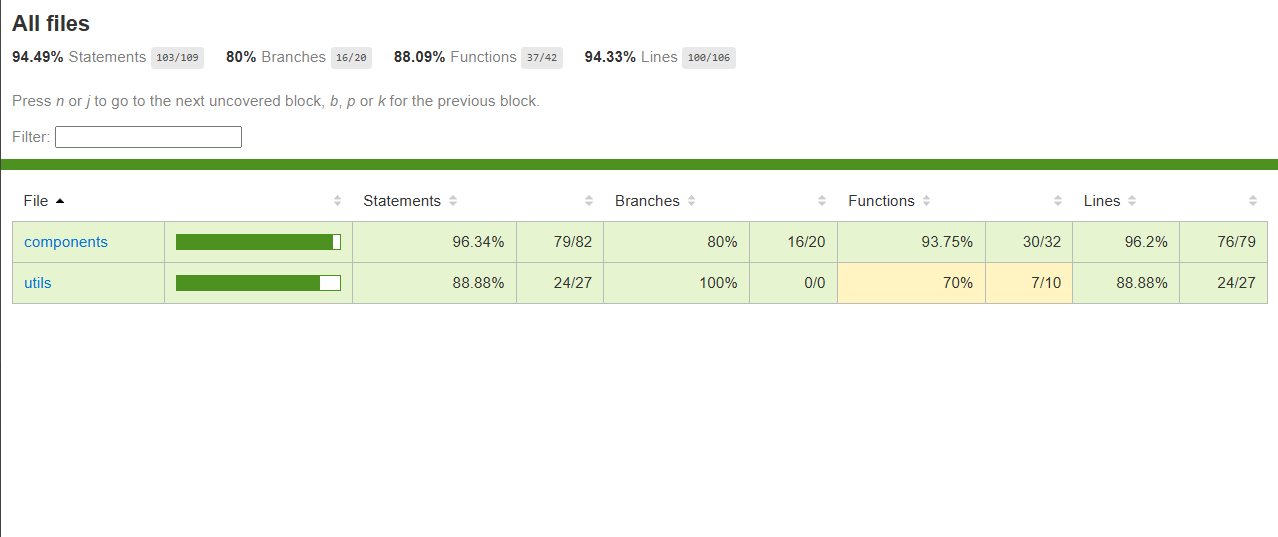 All files
94.49% Statements 103/109 80% Branches 16/20 88.09% Functions 37/42 94.33% Lines 100/106
Press n or j to go to the next uncovered block, b, p or k for the previous block.
Filter:
File Statements Branches Functions Lines
components 96.34% 79/82 80% 16/20 93.75% 30/32 96.2% 76/79
utils 88.88% 24/27 100% 0/0 70% 7/10 88.88% 24/27